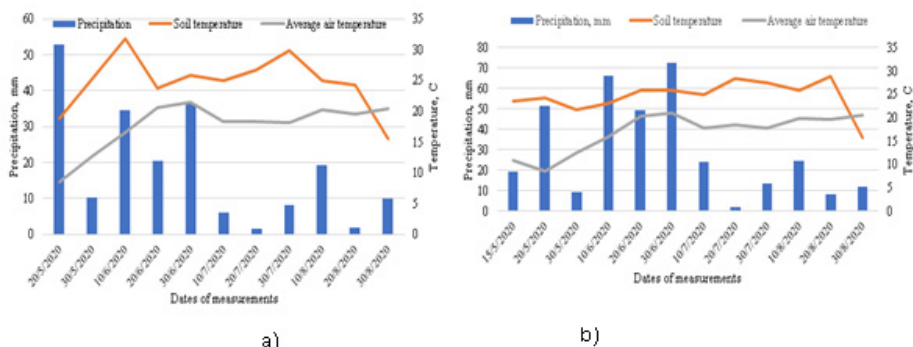 Precipitation, mm Soil temperature Average air temperature
60
50
40
30
20
10
0
Precipitation, mm
35
30
25
20
15
10
5
0
Temperature, C
20/5/2020 30/5/2020 10/6/2020 20/6/2020 30/6/2020 10/7/2020 20/7/2020 30/7/2020 10/8/2020 20/8/2020 30/8/2020
Dates of measurements
a)
Precipitation, mm Soil temperature Average air temperature
80
70
60
50
40
30
20
10
0
Precipitation, mm
35
30
25
20
15
10
5
0
Temperature, C
15/5/2020 20/5/2020 30/5/2020 10/6/2020 20/6/2020 30/6/2020 10/7/2020 20/7/2020 30/7/2020 10/8/2020 20/8/2020 30/8/2020
Dates of measurements
b)